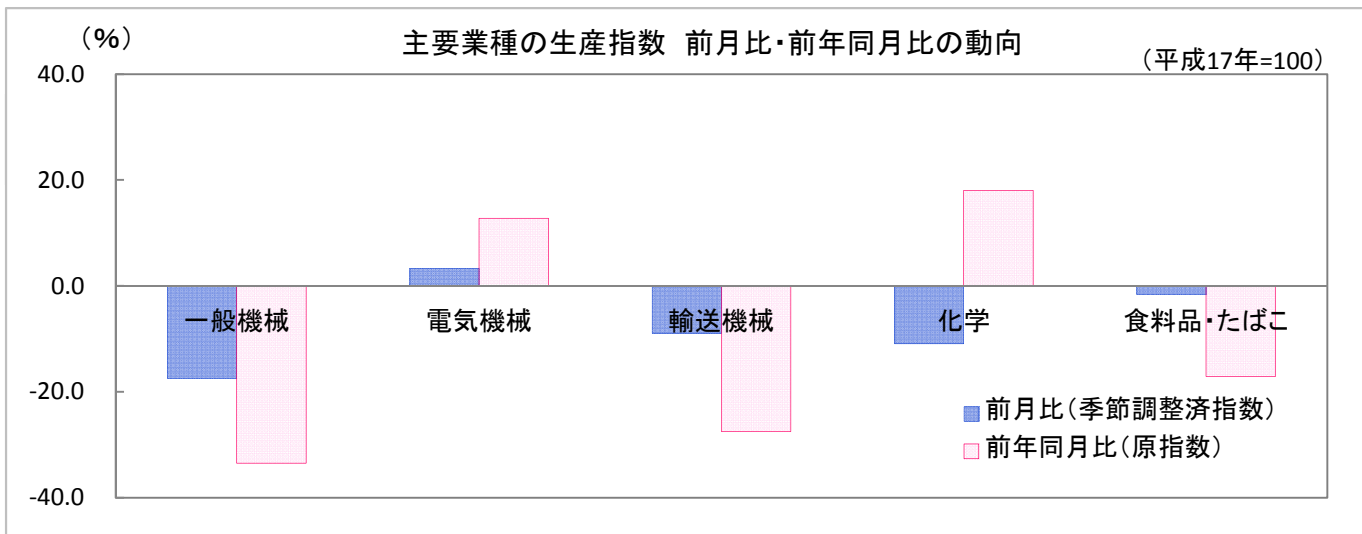 （%）
主要業種の生産指数 前月比・前年同月比の動向
（平成17年=100）
40.0
20.0
0.0
-20.0
-40.0
一般機械
電気機械
輸送機械
化学
食料品・たばこ
前月比（季節調整済指数）
前年同月比（原指数）